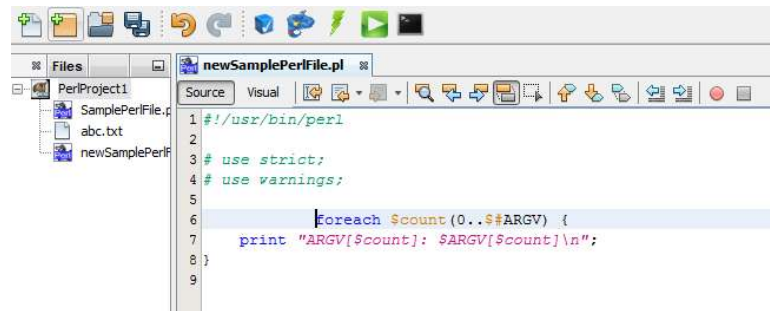 Files
newSamplePerlFile.pl
PerlProject1
SamplePerlFile.p
abc.txt
newSamplePerlF
Source Visual
1 #!/usr/bin/perl
2
3 # use strict;
4 # use warnings;
5
6 foreach $count(0..$#ARGV) {
7 print "ARGV[$count]: $ARGV[$count]\n";
8 }
9